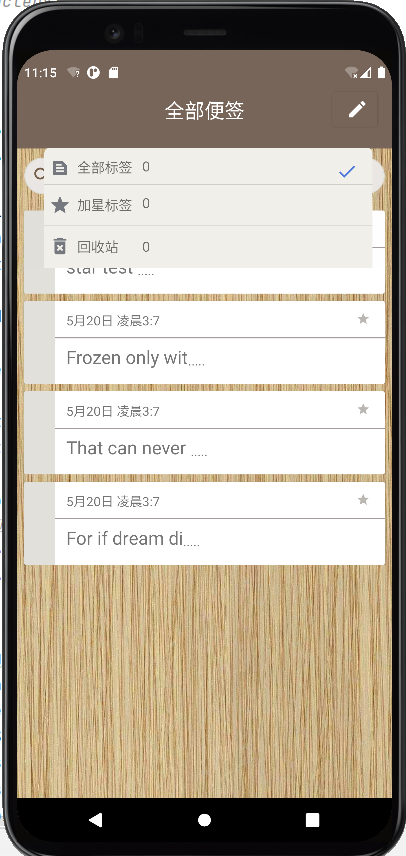 11:15
全部便签
全部标签 0
加星标签 0
回收站 0
star test .....
5月20日 凌晨3:7
Frozen only wit.....
5月20日 凌晨3:7
That can never .....
5月20日 凌晨3:7
For if dream di.....